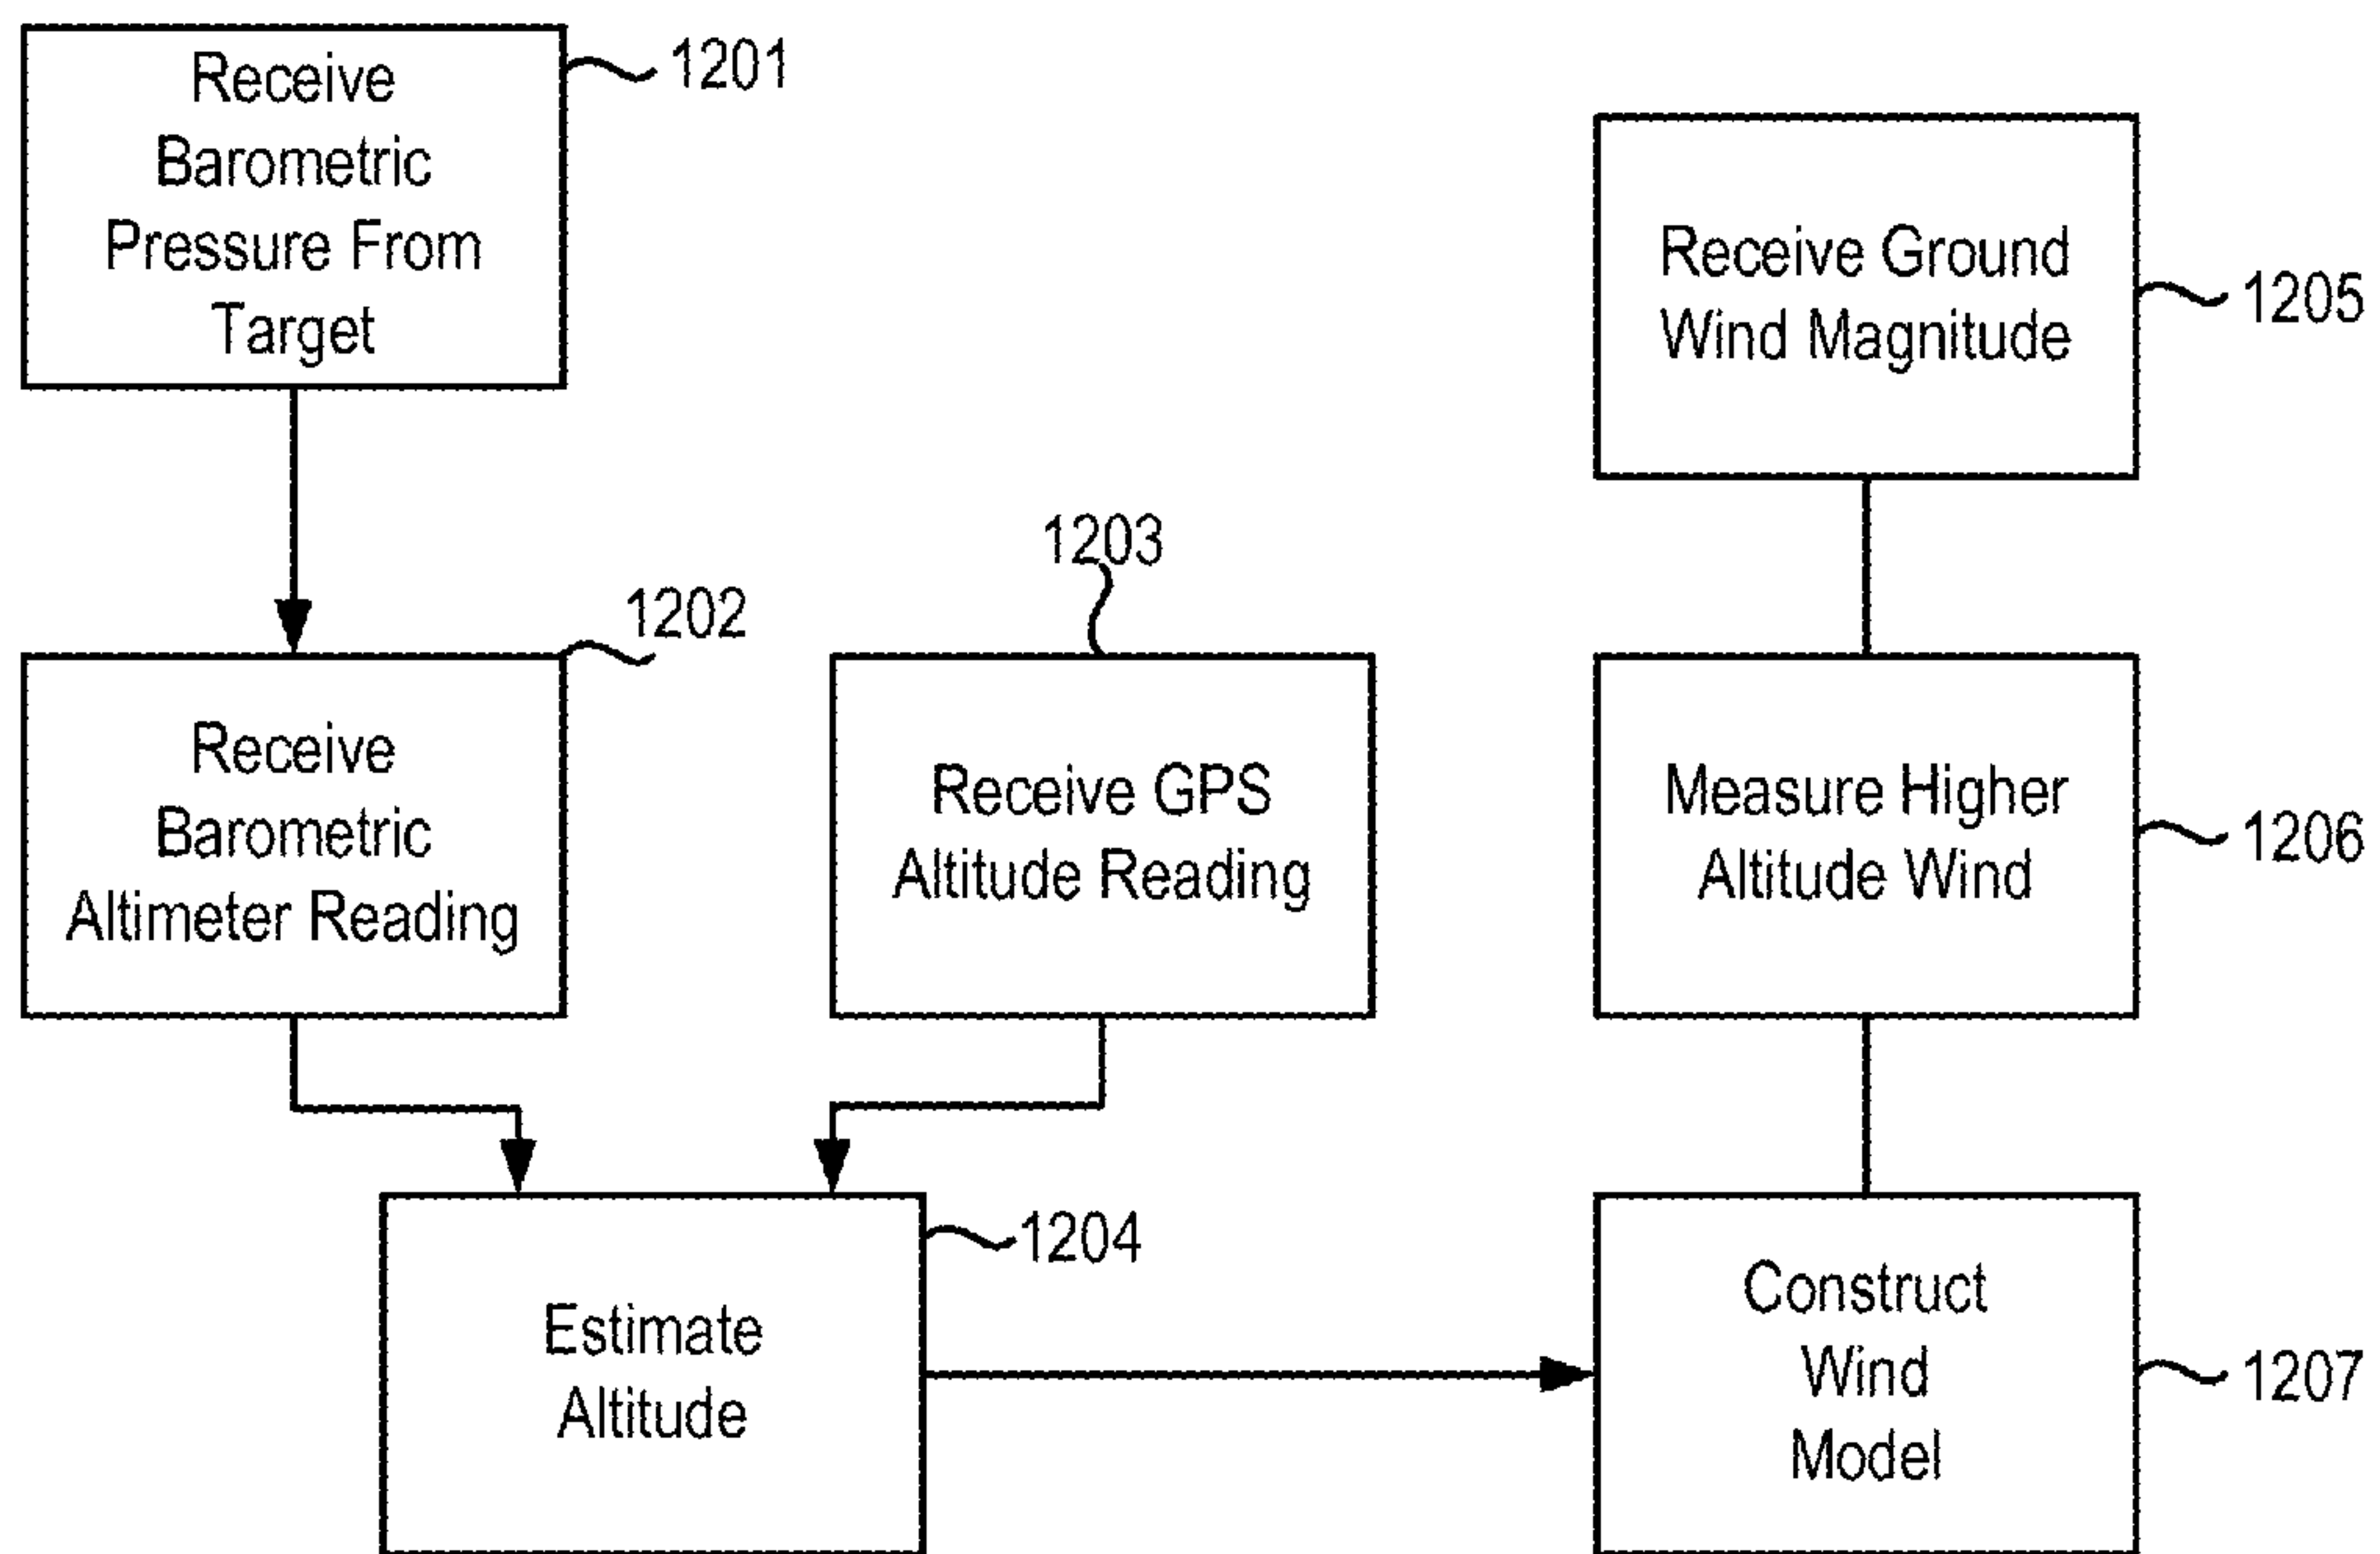 Receive
Barometric
Pressure From
Target
1201
Receive Ground
Wind Magnitude
1205
Receive
Barometric
Altimeter Reading
1202
Receive GPS
Altitude Reading
1203
Measure Higher
Altitude Wind
1206
Estimate
Altitude
1204
Construct
Wind
Model
1207